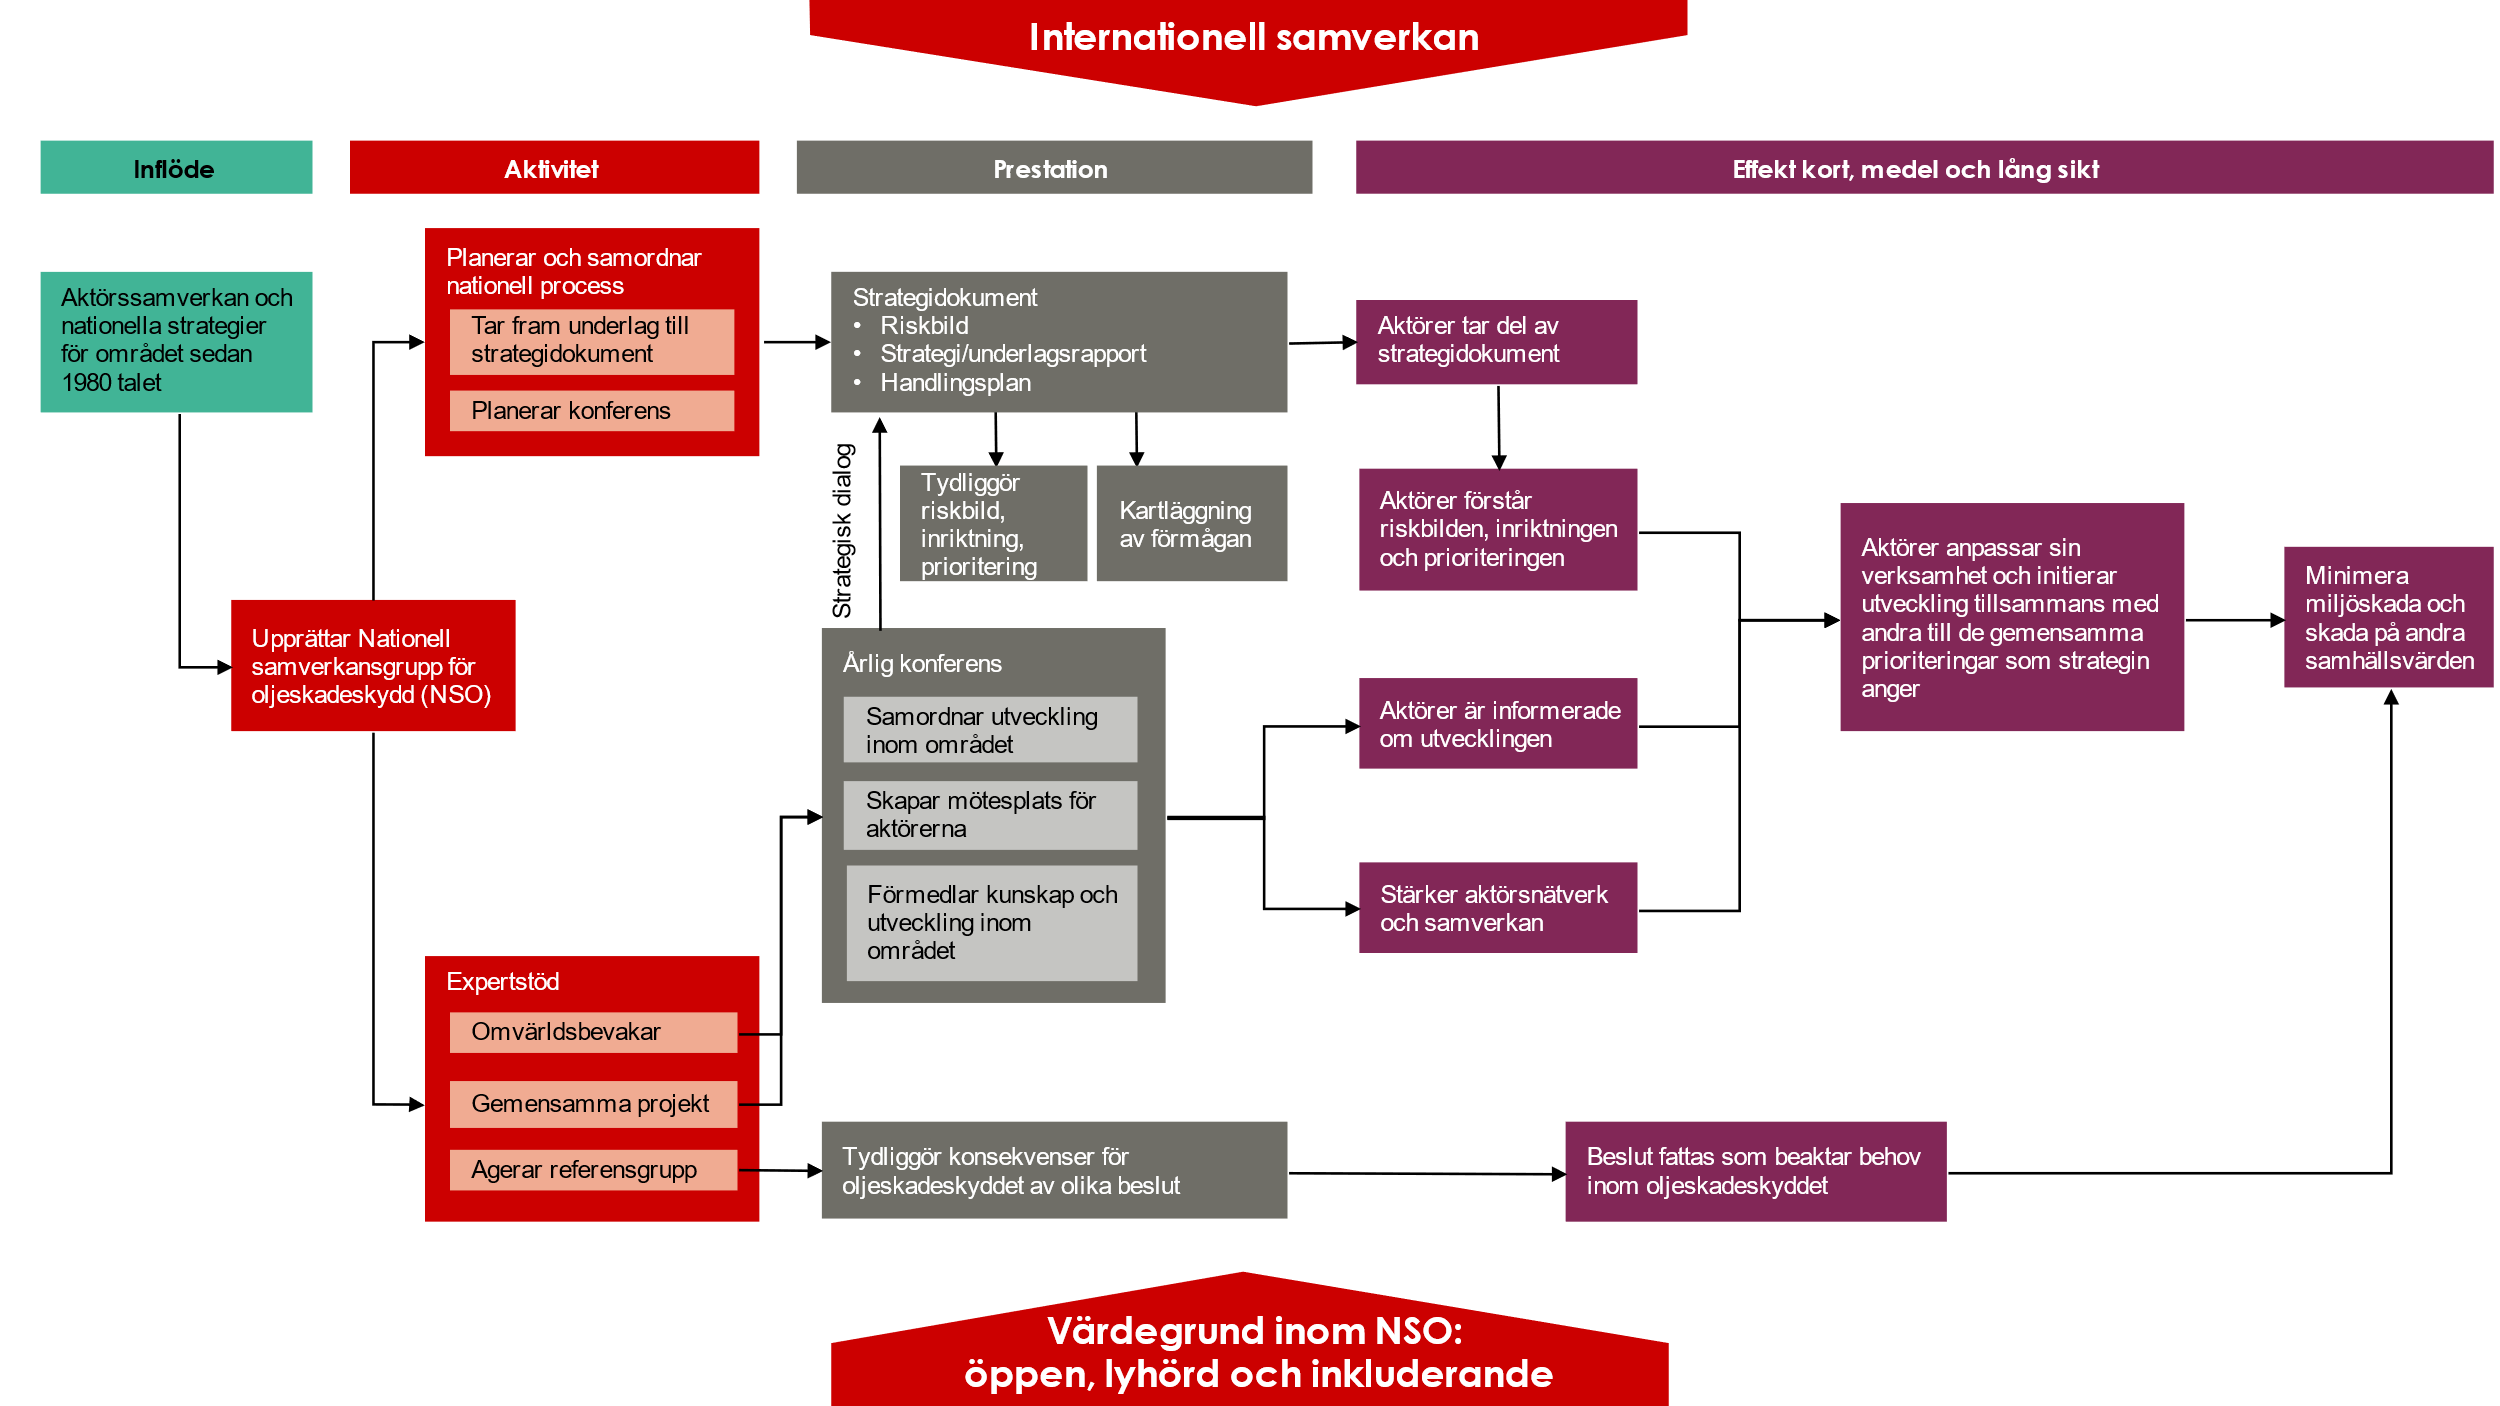 Internationell samverkan
Inflöde
Aktivitet
Prestation
Effekt kort, medel och lång sikt
Aktörssamverkan och
nationella strategier
för området sedan
1980 talet
Upprättar Nationell
samverkansgrupp för
oljeskadeskydd (NSO)
Planerar och samordnar
nationell process
Tar fram underlag till
strategidokument
Planerar konferens
Expertstöd
Omvärldsbevakar
Gemensamma projekt
Agerar referensgrupp
Strategidokument
• Riskbild
• Strategi/underlagsrapport
• Handlingsplan
Tydliggör
riskbild,
inriktning,
prioritering
Kartläggning
av förmågan
Strategisk dialog
Årlig konferens
Samordnar utveckling
inom området
Skapar mötesplats för
aktörerna
Förmedlar kunskap och
utveckling inom
området
Tydliggör konsekvenser för
oljeskadeskyddet av olika beslut
Aktörer tar del av
strategidokument
Aktörer förstår
riskbilden, inriktningen
och prioriteringen
Aktörer är informerade
om utvecklingen
Stärker aktörsnätverk
och samverkan
Aktörer anpassar sin
verksamhet och initierar
utveckling tillsammans med
andra till de gemensamma
prioriteringar som strategin
anger
Minimera
miljöskada och
skada på andra
samhällsvärden
Beslut fattas som beaktar behov
inom oljeskadeskyddet
Värdegrund inom NSO:
öppen, lyhörd och inkluderande